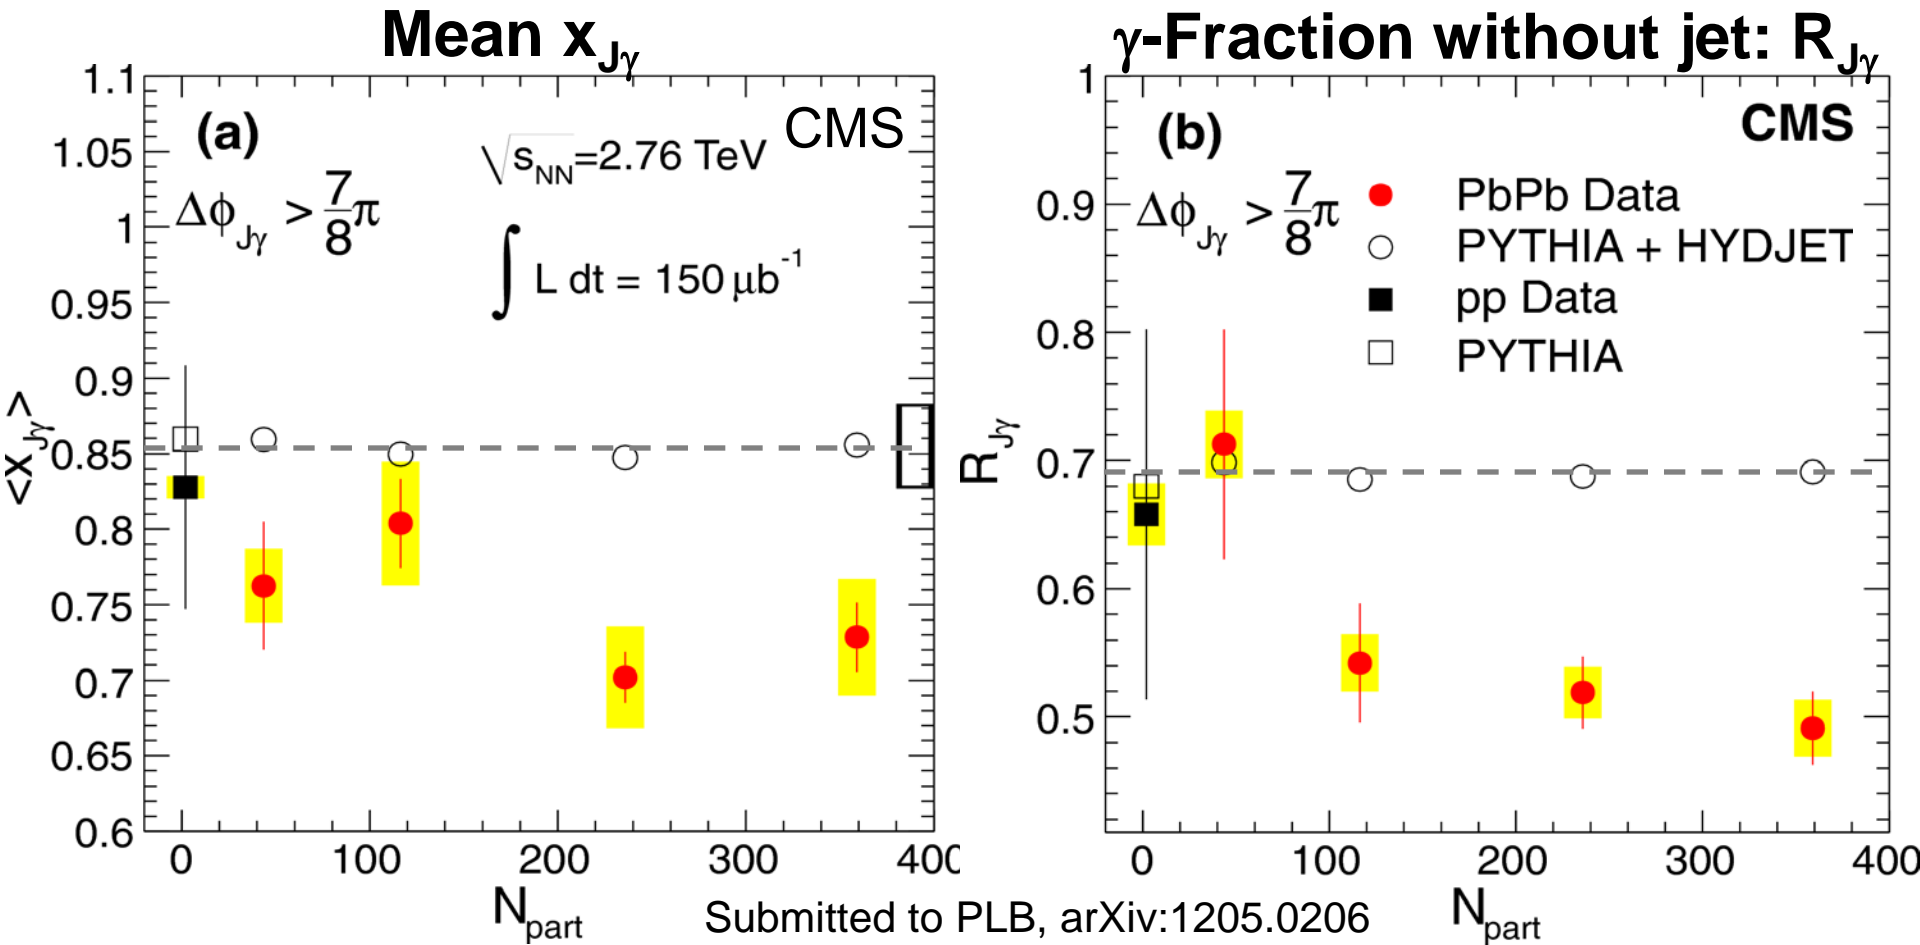 Mean x_Jγ
γ-Fraction without jet: R_Jγ
1.1
1.05
1
0.95
0.9
0.85
0.8
0.75
0.7
0.65
0.6
<x_Jγ>
(a)
CMS
√s_NN=2.76 TeV
Δϕ_Jγ > 7/8 π
∫ L dt = 150 μb^-1
0 100 200 300 400
N_part
1
0.9
0.8
0.7
0.6
0.5
R_Jγ
(b)
CMS
Δϕ_Jγ > 7/8 π
PbPb Data
PYTHIA + HYDJET
pp Data
PYTHIA
0 100 200 300 400
N_part
Submitted to PLB, arXiv:1205.0206